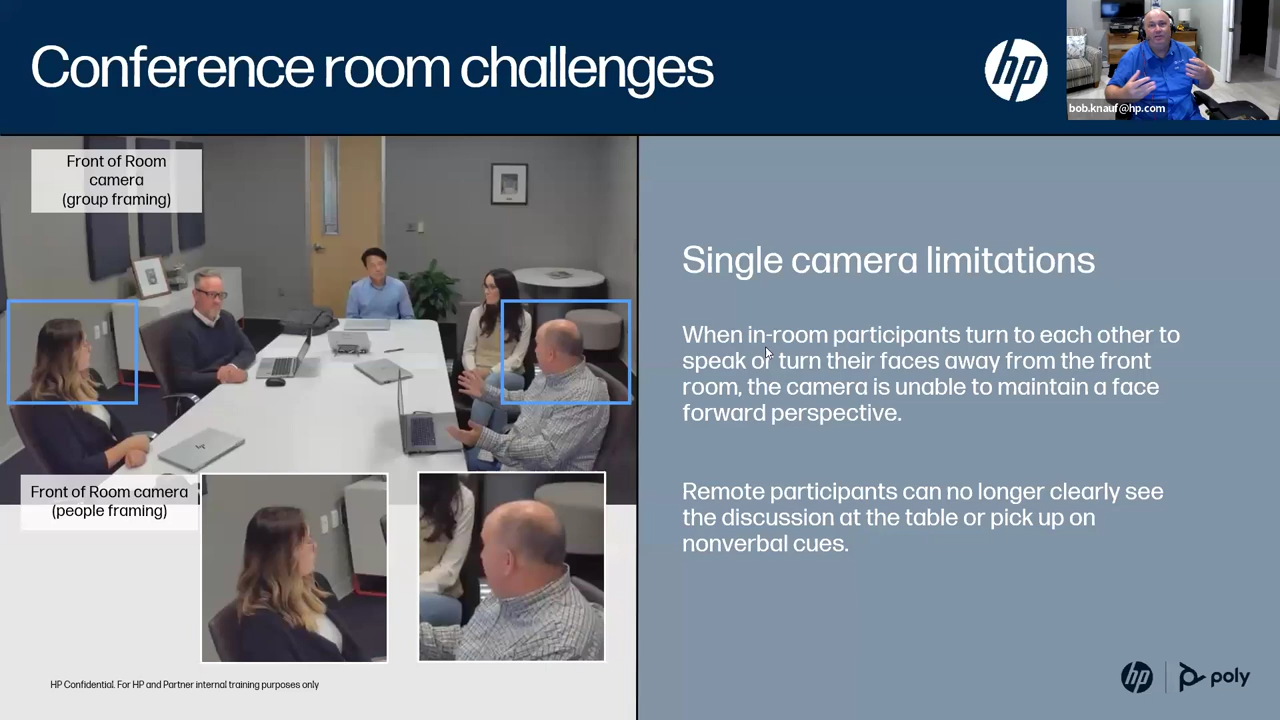 Conference room challenges
hp
bob.knauf@hp.com
Front of Room
camera
(group framing)
Front of Room camera
(people framing)
Single camera limitations
When in-room participants turn to each other to
speak or turn their faces away from the front
room, the camera is unable to maintain a face
forward perspective.
Remote participants can no longer clearly see
the discussion at the table or pick up on
nonverbal cues.
HP Confidential. For HP and Partner internal training purposes only
hp poly